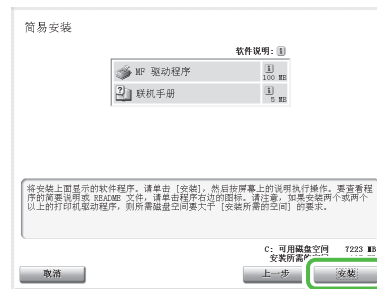 简易安装
软件说明:
MF 驱动程序
100 MB
联机手册
5 MB
将安装上面显示的软件程序。请单击 [安装]，然后按屏幕上的说明执行操作。要查看程
序的简要说明或 README 文件，请单击程序右边的图标。请注意，如果安装两个或两个
以上的打印机驱动程序，则所需磁盘空间要大于 [安装所需的空间] 的要求。
C: 可用磁盘空间 7223 MB
安装所需的空间
取消
上一步
安装